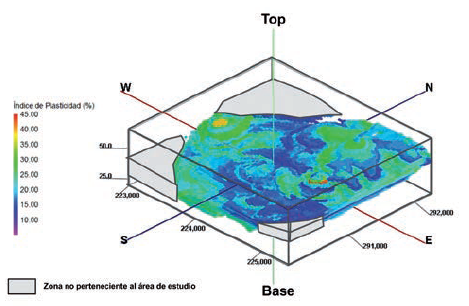 Top
W
N
Índice de Plasticidad (%)
45.00
40.00
35.00
30.00
25.00
20.00
15.00
10.00
50.0
25.0
223,000
224,000
225,000
292,000
291,000
S
E
Base
Zona no perteneciente al área de estudio